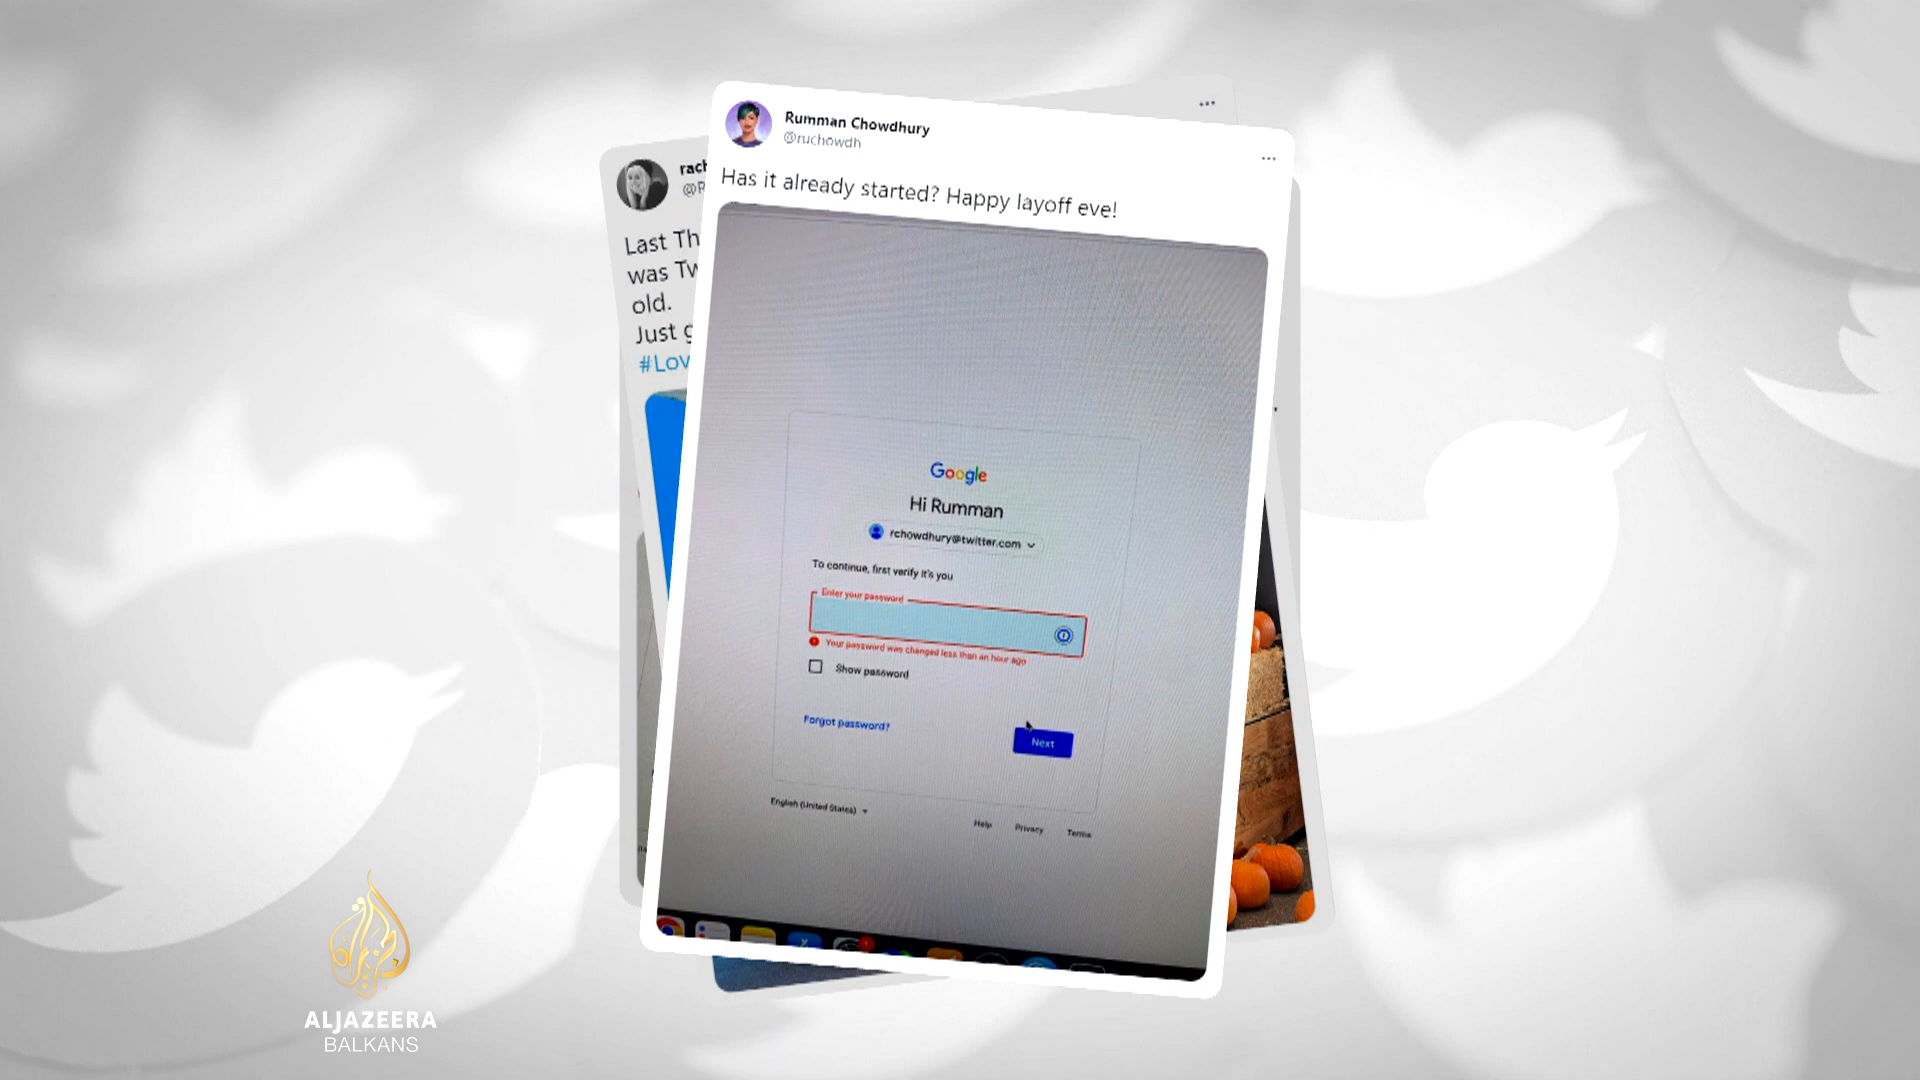 Rumman Chowdhury
@ruchowdh
Has it already started? Happy layoff eve!
Google
Hi Rumman
rchowdhury@twitter.com
To continue, first verify it's you
Enter your password
Your password was changed less than an hour ago
Show password
Forgot password?
Next
English (United States)
Help Privacy Terms
rach
Last Th
was Tw
old.
Just g
#Lov
ALJAZEERA
BALKANS